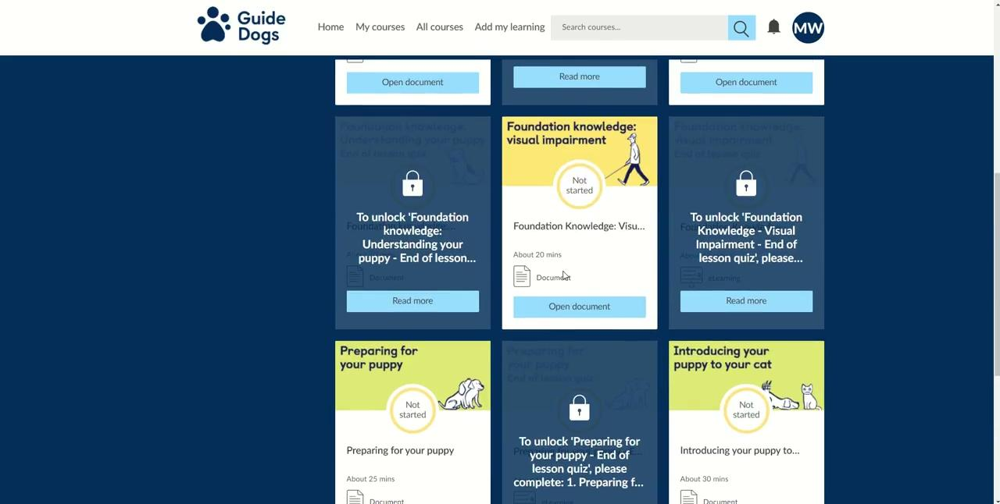 Guide
Dogs
Home
My courses
All courses
Add my learning
Search courses...
MW
Open document
Read more
Open document
Foundation knowledge:
Understanding your puppy
End of lesson quiz
To unlock 'Foundation
knowledge:
Understanding your
puppy - End of lesson...
Document
Read more
Foundation knowledge:
visual impairment
Not
started
Foundation Knowledge: Visu...
About 20 mins
Document
Open document
Foundation knowledge:
visual impairment
End of lesson quiz
To unlock 'Foundation
Knowledge - Visual
Impairment - End of
lesson quiz', please...
eLearning
Read more
Preparing for
your puppy
Not
started
Preparing for your puppy
About 25 mins
Document
Preparing for
your puppy
End of lesson quiz
To unlock 'Preparing for
your puppy - End of
lesson quiz', please
complete: 1. Preparing f...
eLearning
Introducing your
puppy to your cat
Not
started
Introducing your puppy to...
About 30 mins
Document